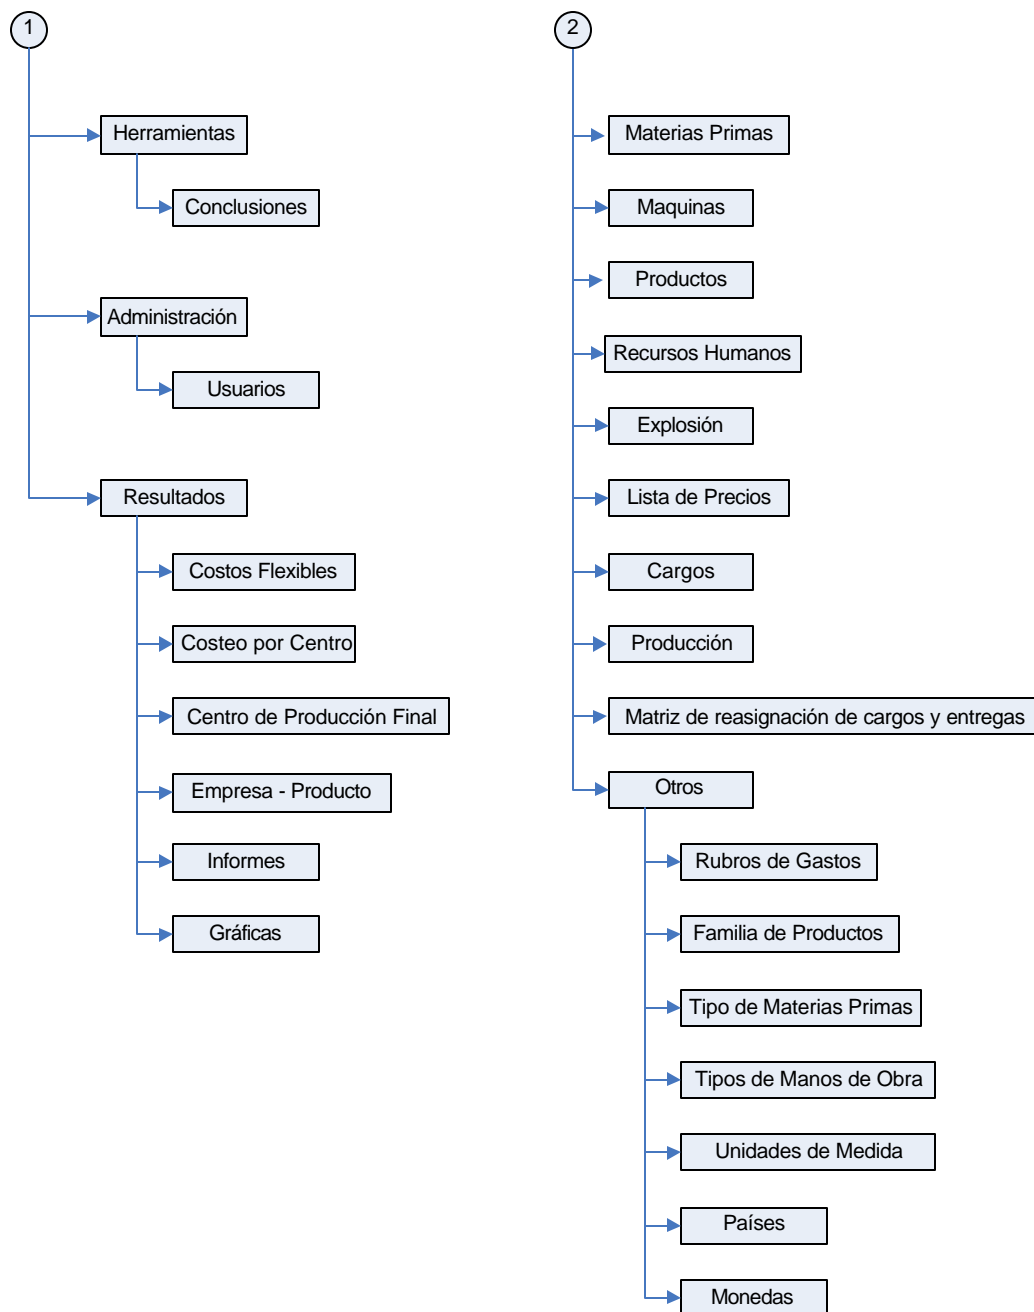 1
Herramientas
Conclusiones
Administración
Usuarios
Resultados
Costos Flexibles
Costeo por Centro
Centro de Producción Final
Empresa - Producto
Informes
Gráficas
2
Materias Primas
Maquinas
Productos
Recursos Humanos
Explosión
Lista de Precios
Cargos
Producción
Matriz de reasignación de cargos y entregas
Otros
Rubros de Gastos
Familia de Productos
Tipo de Materias Primas
Tipos de Manos de Obra
Unidades de Medida
Países
Monedas